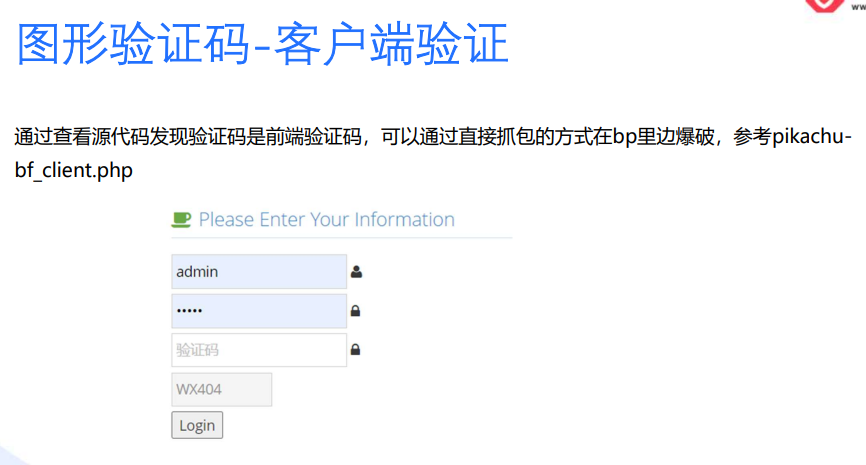 图形验证码-客户端验证
通过查看源代码发现验证码是前端验证码，可以通过直接抓包的方式在bp里边爆破，参考pikachu-
bf_client.php
Please Enter Your Information
admin
•••••
验证码
WX404
Login